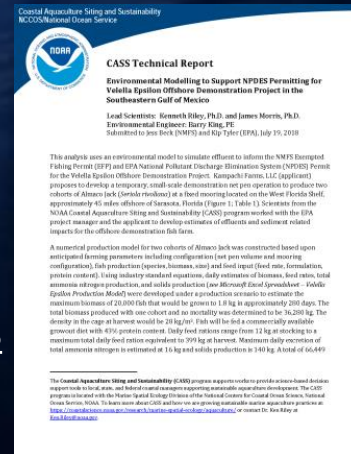 Coastal Aquaculture Siting and Sustainability
NCCOS/National Ocean Service
NOAA
CASS Technical Report
Environmental Modelling to Support NPDES Permitting for
Velella Epsilon Offshore Demonstration Project in the
Southeastern Gulf of Mexico
Lead Scientists: Kenneth Riley, Ph.D. and James Morris, Ph.D.
Environmental Engineer: Barry King, PE
Submitted to Jess Beck (NMFS) and Kip Tyler (EPA), July 19, 2018
This analysis uses an environmental model to simulate effluent to inform the NMFS Exempted
Fishing Permit (EFP) and EPA National Pollutant Discharge Elimination System (NPDES) Permit
for the Velella Epsilon Offshore Demonstration Project. Kampachi Farms, LLC (applicant)
proposes to develop a temporary, small-scale demonstration net pen operation to produce two
cohorts of Almaco Jack (Seriola rivoliana) at a fixed mooring located on the West Florida Shelf,
approximately 45 miles offshore of Sarasota, Florida (Figure 1; Table 1). Scientists from the
NOAA Coastal Aquaculture Siting and Sustainability (CASS) program worked with the EPA
project manager and the applicant to develop estimates of effluents and sediment related
impacts for the offshore demonstration fish farm.
A numerical production model for two cohorts of Almaco Jack was constructed based upon
anticipated farming parameters including configuration (net pen volume and mooring
configuration), fish production (species, biomass, size) and feed input (feed rate, formulation,
protein content). Using industry standard equations, daily estimates of biomass, feed rates, total
ammonia nitrogen production, and solids production (see Microsoft Excel Spreadsheet – Velella
Epsilon Production Model) were developed under a production scenario to estimate the
maximum biomass of 20,000 fish that would be grown to 1.8 kg in approximately 280 days. The
total biomass produced with one cohort and no mortality was determined to be 36,280 kg. The
density in the cage at harvest would be 28 kg/m³. Fish will be fed a commercially available
growout diet with 43% protein content. Daily feed rations range from 12 kg at stocking to a
maximum total daily feed ration equivalent to 399 kg at harvest. Maximum daily excretion of
total ammonia nitrogen is estimated at 16 kg and solids production is 140 kg. A total of 66,449
The Coastal Aquaculture Siting and Sustainability (CASS) program supports works to provide science-based decision
support tools to local, state, and federal coastal managers supporting sustainable aquaculture development. The CASS
program is located with the Marine Spatial Ecology Division of the National Centers for Coastal Ocean Science, National
Ocean Service, NOAA. To learn more about CASS and how we are growing sustainable marine aquaculture practices at:
https://coastalscience.noaa.gov/research/marine-spatial-ecology/aquaculture/ or contact Dr. Ken Riley at
Ken.Riley@noaa.gov